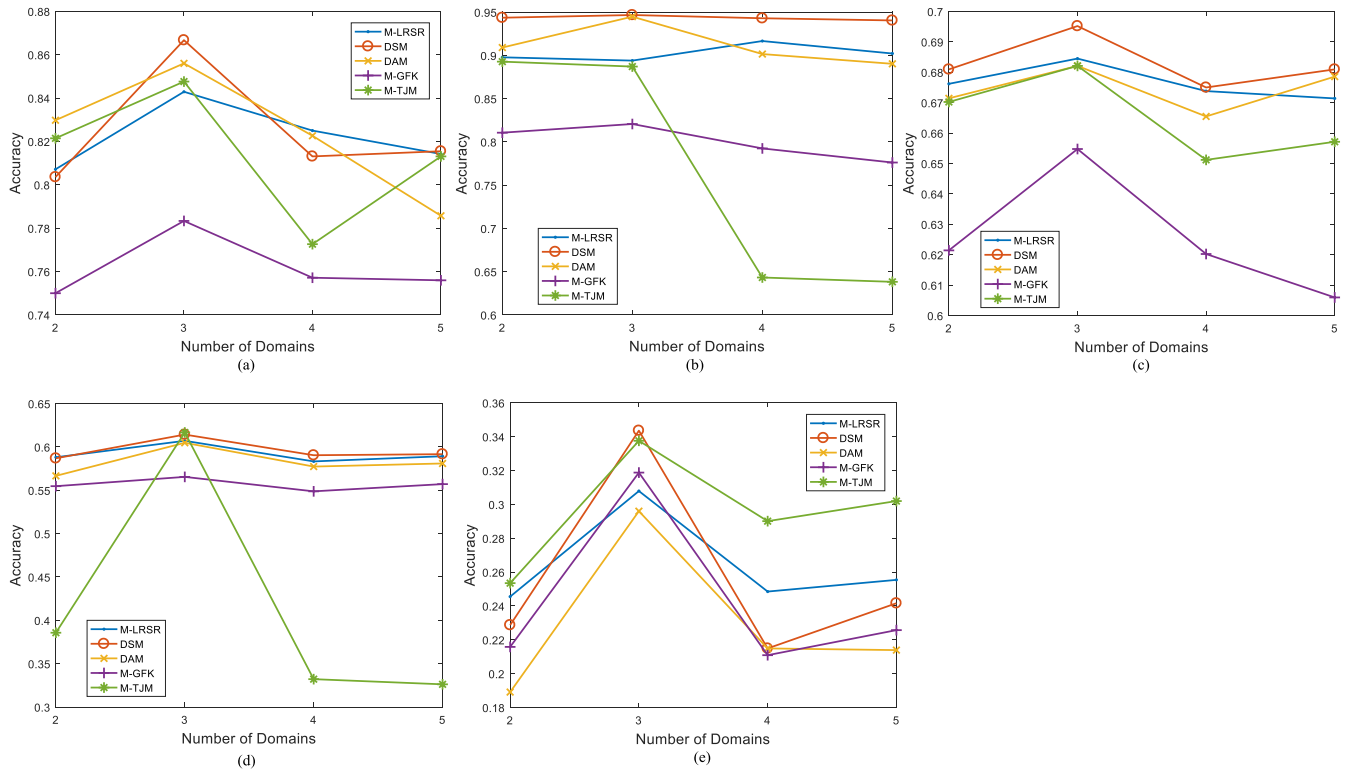 0.88
0.86
0.84
0.82
0.8
0.78
0.76
0.74
Accuracy
2 3 4 5
Number of Domains
(a)
M-LRSR
DSM
DAM
M-GFK
M-TJM
0.95
0.9
0.85
0.8
0.75
0.7
0.65
0.6
Accuracy
2 3 4 5
Number of Domains
(b)
M-LRSR
DSM
DAM
M-GFK
M-TJM
0.7
0.69
0.68
0.67
0.66
0.65
0.64
0.63
0.62
0.61
0.6
Accuracy
2 3 4 5
Number of Domains
(c)
M-LRSR
DSM
DAM
M-GFK
M-TJM
0.65
0.6
0.55
0.5
0.45
0.4
0.35
0.3
Accuracy
2 3 4 5
Number of Domains
(d)
M-LRSR
DSM
DAM
M-GFK
M-TJM
0.36
0.34
0.32
0.3
0.28
0.26
0.24
0.22
0.2
0.18
Accuracy
2 3 4 5
Number of Domains
(e)
M-LRSR
DSM
DAM
M-GFK
M-TJM